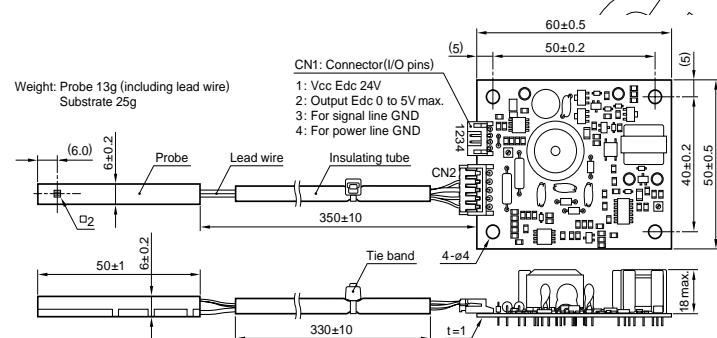 60±0.5
(5)
50±0.2
(5)
CN1: Connector(I/O pins)
1: Vcc Edc 24V
2: Output Edc 0 to 5V max.
3: For signal line GND
4: For power line GND
Weight: Probe 13g (including lead wire)
Substrate 25g
1234
(6.0)
6±0.2
Probe
Lead wire
Insulating tube
CN2
40±0.2
50±0.5
□2
350±10
4-ø4
50±1
6±0.2
Tie band
18max.
330±10
t=1